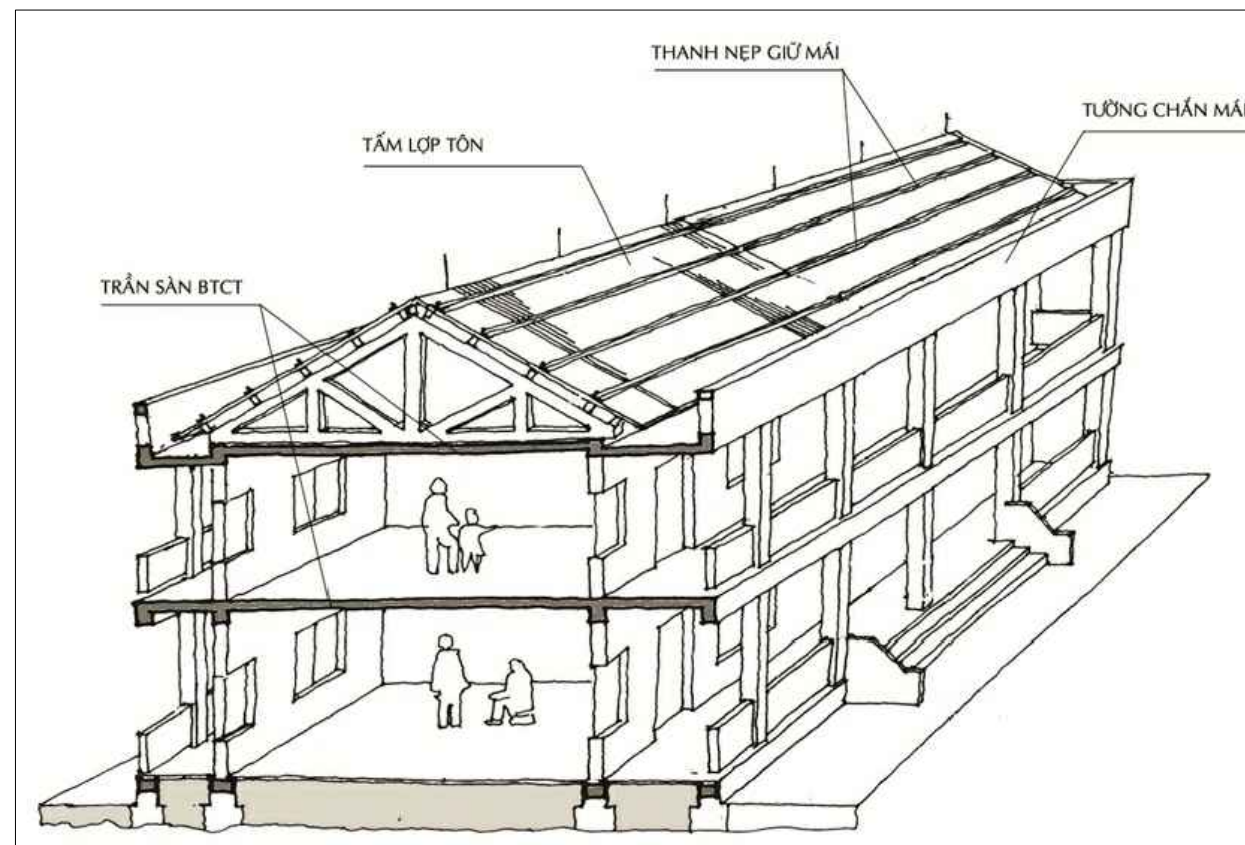 THANH NẸP GIỮ MÁI
TƯỜNG CHẮN MÁI
TẤM LỢP TÔN
TRẦN SÀN BTCT